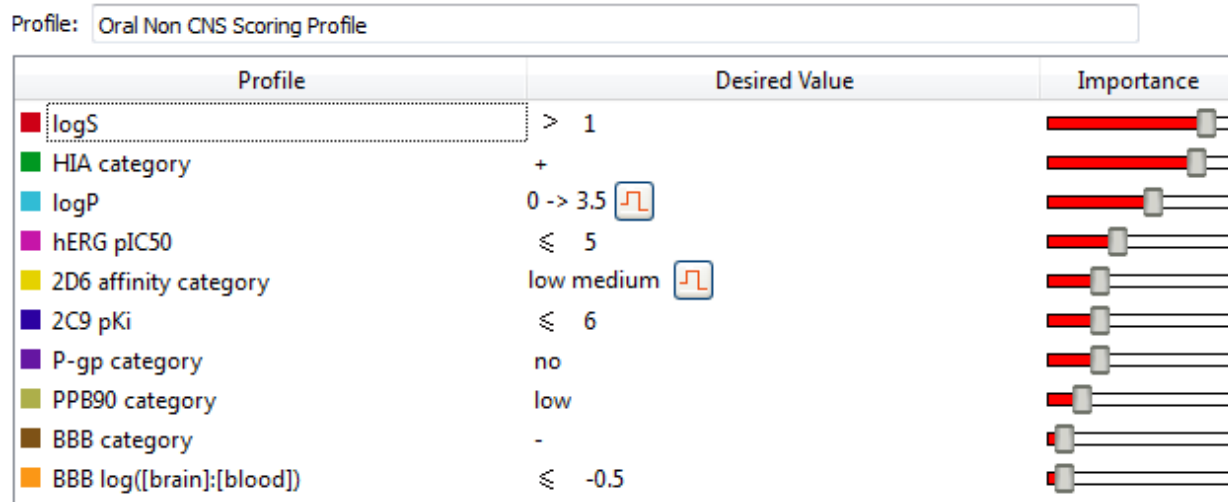 Profile: Oral Non CNS Scoring Profile
Profile Desired Value Importance
logS > 1
HIA category +
logP 0 -> 3.5
hERG pIC50 ≤ 5
2D6 affinity category low medium
2C9 pKi ≤ 6
P-gp category no
PPB90 category low
BBB category -
BBB log([brain]:[blood]) ≤ -0.5